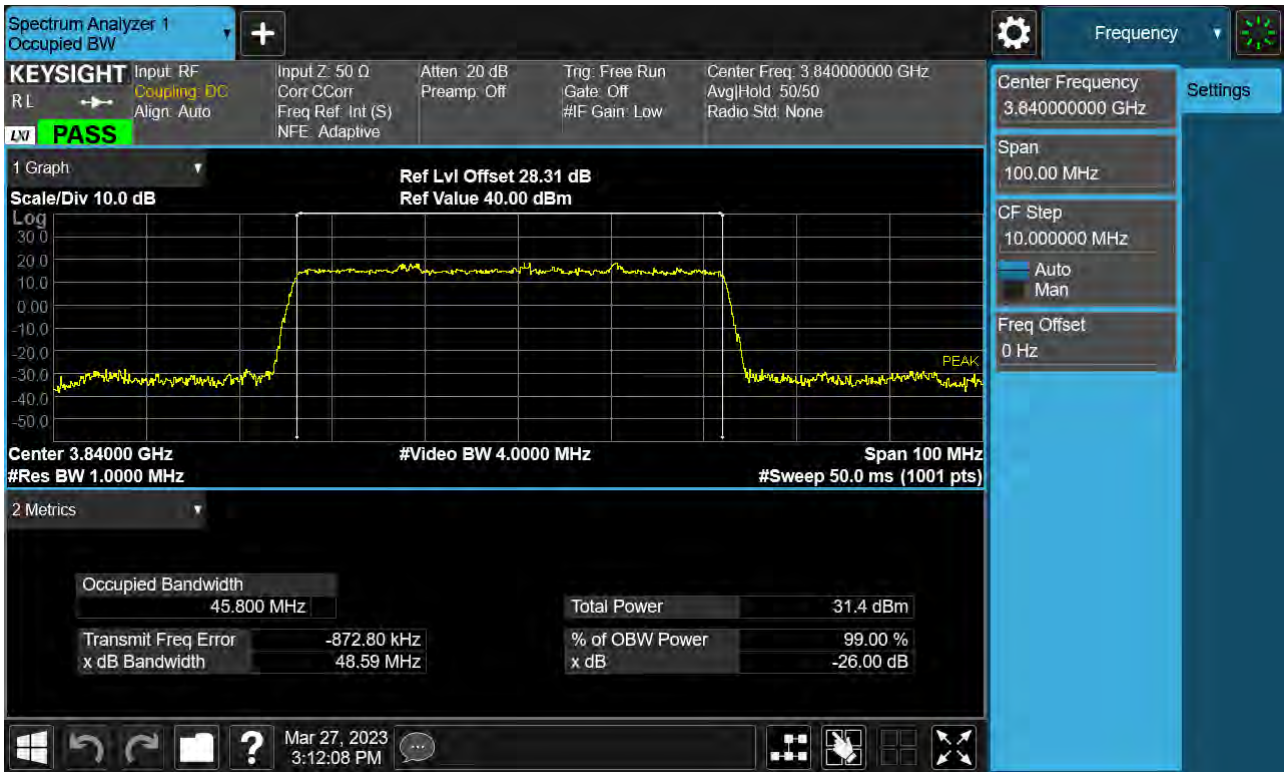 Spectrum Analyzer 1
Occupied BW
+
Frequency
KEYSIGHT
RL
LXI PASS
Input: RF
Coupling: DC
Align: Auto
Input Z: 50 Ω
Corr CCorr
Freq Ref: Int (S)
NFE: Adaptive
Atten: 20 dB
Preamp: Off
Trig: Free Run
Gate: Off
#IF Gain: Low
Center Freq: 3.840000000 GHz
Avg|Hold: 50/50
Radio Std: None
Center Frequency
3.840000000 GHz
Settings
Span
100.00 MHz
CF Step
10.000000 MHz
Auto
Man
Freq Offset
0 Hz
1 Graph
Scale/Div 10.0 dB
Ref Lvl Offset 28.31 dB
Ref Value 40.00 dBm
Log
30.0
20.0
10.0
0.00
-10.0
-20.0
-30.0
-40.0
-50.0
PEAK
Center 3.84000 GHz
#Video BW 4.0000 MHz
Span 100 MHz
#Res BW 1.0000 MHz
#Sweep 50.0 ms (1001 pts)
2 Metrics
Occupied Bandwidth
45.800 MHz
Total Power 31.4 dBm
Transmit Freq Error -872.80 kHz
% of OBW Power 99.00 %
x dB Bandwidth 48.59 MHz
x dB -26.00 dB
?
Mar 27, 2023
3:12:08 PM